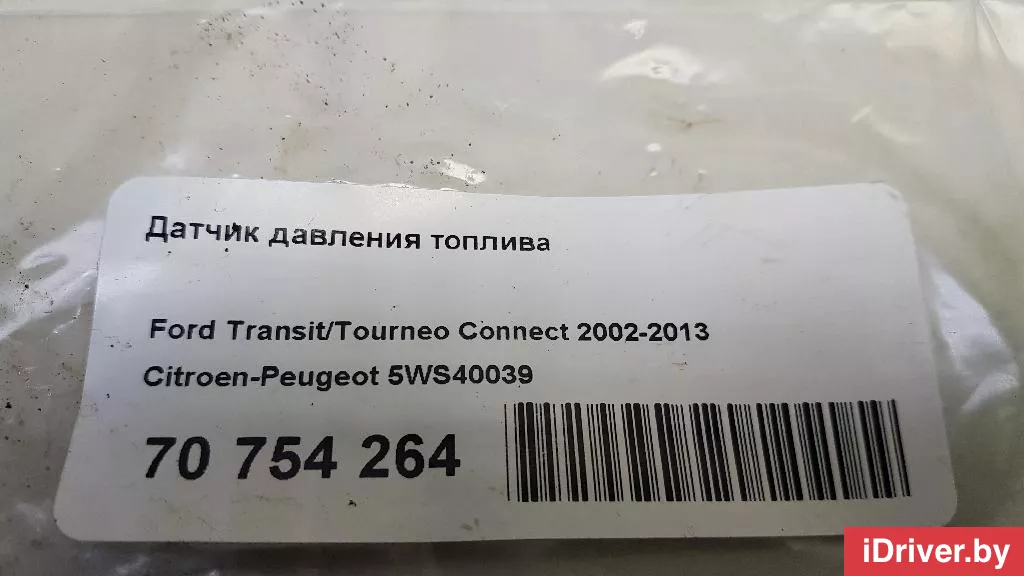 Датчик давления топлива
Ford Transit/Tourneo Connect 2002-2013
Citroen-Peugeot 5WS40039
70 754 264
iDriver.by